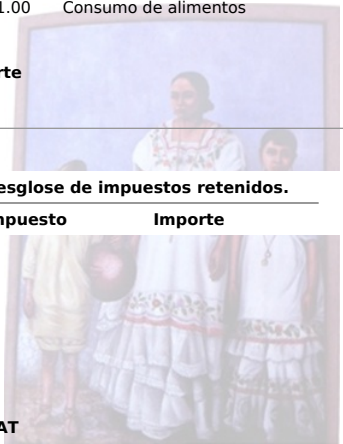 1.00 Consumo de alimentos
rte
esglose de impuestos retenidos.
mpuesto Importe
AT